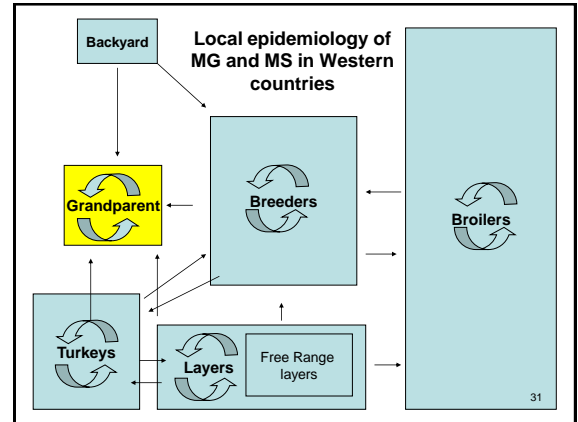 Backyard
Local epidemiology of
MG and MS in Western
countries
Grandparent
Breeders
Broilers
Turkeys
Layers
Free Range
layers
31